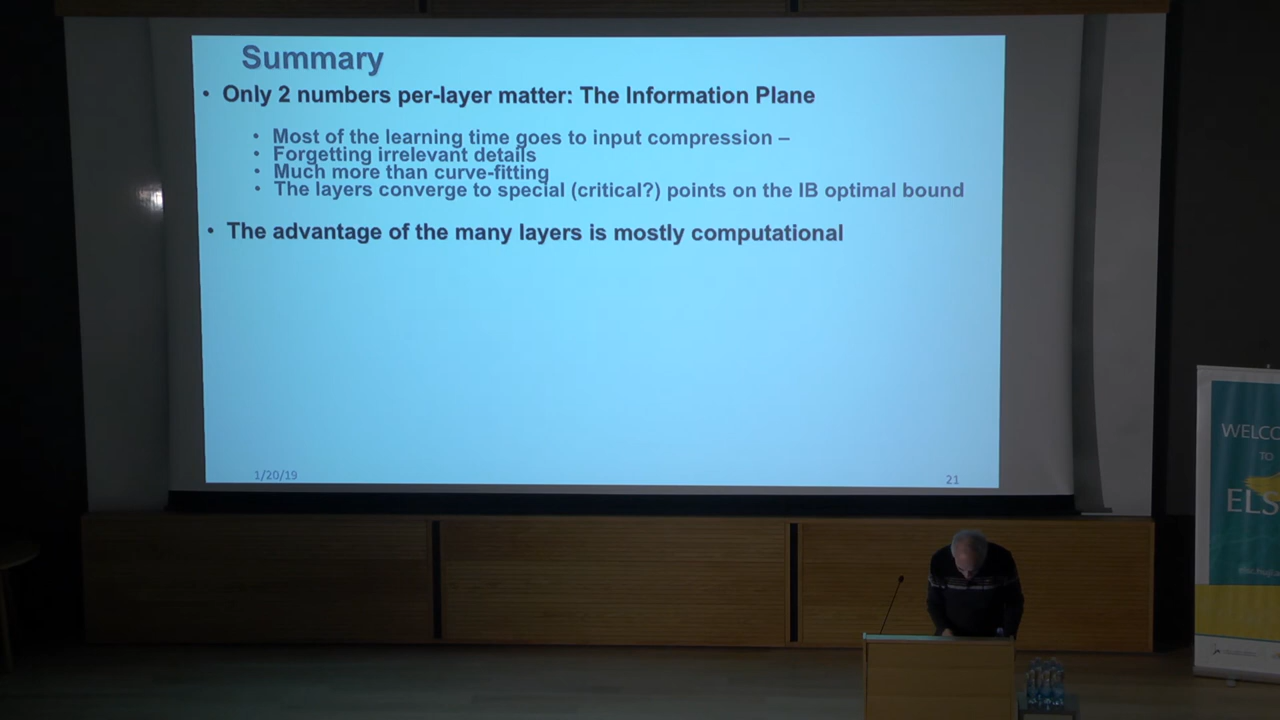 Summary
• Only 2 numbers per-layer matter: The Information Plane
• Most of the learning time goes to input compression –
• Forgetting irrelevant details
• Much more than curve-fitting
• The layers converge to special (critical?) points on the IB optimal bound
• The advantage of the many layers is mostly computational
1/20/19
21
WELCO
TO
ELS